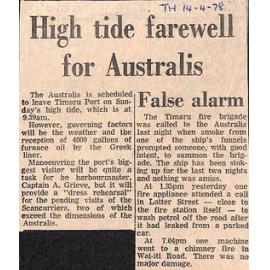 TH 14-4-78
High tide farewell
for Australis
The Australis is scheduled
to leave Timaru Port on Sun-
day's high tide, which is at
9.39am.
However, governing factors
will be the weather and the
reception of 4000 gallons of
furnace oil by the Greek
liner.
Manoeuvring the port's big-
gest visitor will be quite a
task for he harbourmaster,
Captain A. Grieve, but it will
provide a "dress rehearsal"
for the pending visits of the
Scancarriers, two of which
exceed the dimensions of the
Australis.
False alarm
The Timaru fire brigade
was called to the Australis
last night when smoke from
one of the ship's funnels
prompted someone, with good
intent, to summon the brig-
ade. The ship has been stok-
ing up for the last two nights
and nothing was amiss.
At 1.35pm yesterday one
fire appliance attended a call
in Latter Street — close to
the fire station itself — to
wash petrol off the road after
it had leaked from a parked
car.
At 7.04pm one machine
went to a chimney fire in
Wai-iti Road. There was no
major damage.